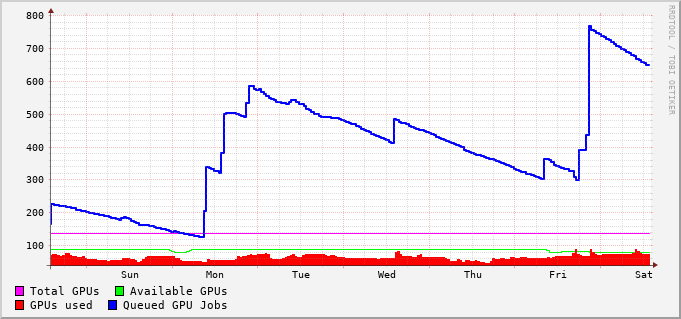 800
700
600
500
400
300
200
100
Sun Mon Tue Wed Thu Fri Sat
Total GPUs Available GPUs
GPUs used Queued GPU Jobs
RRDTOOL / TOBI OETIKER